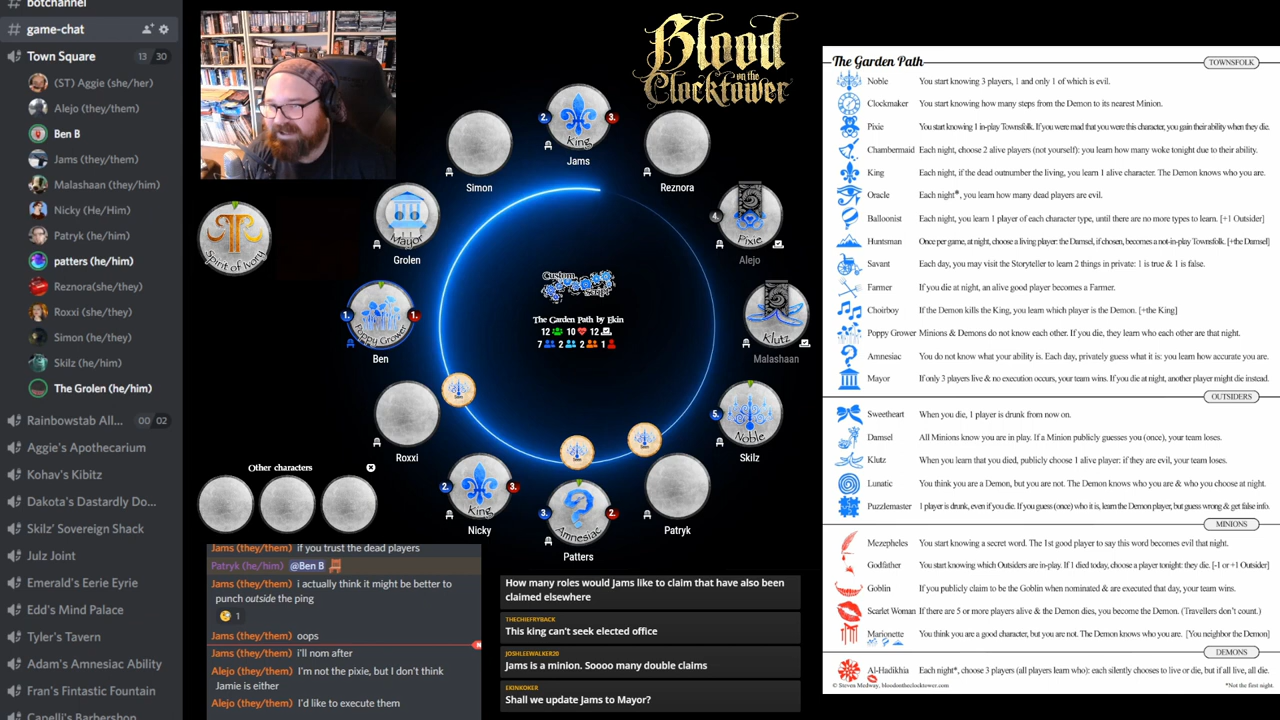 botchannel
game-chat
Town Square 13 30
(ST) Aggie (she/her)
Alejo (they/them)
Ben B
Jams (they/them)
Malashaan (they/them)
Nicky (He/Him)
Patryk (he/him)
patters (he/him)
Reznora(she/they)
Roxxi (she/they)
Simon (they/them)
Skilz (he/him)
The Grolen (he/him)
Rainbowstab All... 00 02
Aggie's Apothecarium
Kohav's Kibitz
Dakota's Dastardly Do...
Skilz' Sovereign Shack
Julz Joint
Emerald's Eerie Eyrie
Edd's Mind Palace
Tyler's Tavern
Adam's Amnesiac Ability
Fran's Fintastic Fountain
Capelli's Barbershop
Blood
on the
Clocktower
Spirit of Ivory
Simon
2. King 3.
Jams
Reznora
4. Pixie
Alejo
Klutz
Malashaan
5. Noble
Skilz
Patryk
3. Amnesiac 2.
Patters
2. King 3.
Nicky
Roxxi
1. Poppy Grower 1.
Ben
Mayor
Grolen
Custom
Script
The Garden Path by Ekin
12 10 12
7 2 2 1
Other characters
Jams (they/them) if you trust the dead players
Patryk (he/him) @Ben B
Jams (they/them) i actually think it might be better to
punch outside the ping
1
Jams (they/them) oops
Jams (they/them) i'll nom after
Alejo (they/them) I'm not the pixie, but I don't think
Jamie is either
Alejo (they/them) I'd like to execute them
How many roles would Jams like to claim that have also been
claimed elsewhere
THECHIEFRYBACK
This king can't seek elected office
JOSHLEEWALKER20
Jams is a minion. Soooo many double claims
EKINKOKER
Shall we update Jams to Mayor?
The Garden Path
TOWNSFOLK
Noble You start knowing 3 players, 1 and only 1 of which is evil.
Clockmaker You start knowing how many steps from the Demon to its nearest Minion.
Pixie You start knowing 1 in-play Townsfolk. If you were mad that you were this character, you gain their ability when they die.
Chambermaid Each night, choose 2 alive players (not yourself): you learn how many woke tonight due to their ability.
King Each night, if the dead outnumber the living, you learn 1 alive character. The Demon knows who you are.
Oracle Each night*, you learn how many dead players are evil.
Balloonist Each night, you learn 1 player of each character type, until there are no more types to learn. [+1 Outsider]
Huntsman Once per game, at night, choose a living player: the Damsel, if chosen, becomes a not-in-play Townsfolk. [+the Damsel]
Savant Each day, you may visit the Storyteller to learn 2 things in private: 1 is true & 1 is false.
Farmer If you die at night, an alive good player becomes a Farmer.
Choirboy If the Demon kills the King, you learn which player is the Demon. [+the King]
Poppy Grower Minions & Demons do not know each other. If you die, they learn who each other are that night.
Amnesiac You do not know what your ability is. Each day, privately guess what it is: you learn how accurate you are.
Mayor If only 3 players live & no execution occurs, your team wins. If you die at night, another player might die instead.
OUTSIDERS
Sweetheart When you die, 1 player is drunk from now on.
Damsel All Minions know you are in play. If a Minion publicly guesses you (once), your team loses.
Klutz When you learn that you died, publicly choose 1 alive player: if they are evil, your team loses.
Lunatic You think you are a Demon, but you are not. The Demon knows who you are & who you choose at night.
Puzzlemaster 1 player is drunk, even if you die. If you guess (once) who it is, learn the Demon player, but guess wrong & get false info.
MINIONS
Mezepheles You start knowing a secret word. The 1st good player to say this word becomes evil that night.
Godfather You start knowing which Outsiders are in-play. If 1 died today, choose a player tonight: they die. [-1 or +1 Outsider]
Goblin If you publicly claim to be the Goblin when nominated & are executed that day, your team wins.
Scarlet Woman If there are 5 or more players alive & the Demon dies, you become the Demon. (Travellers don't count.)
Marionette You think you are a good character, but you are not. The Demon knows who you are. [You neighbor the Demon]
DEMONS
Al-Hadikhia Each night*, choose 3 players (all players learn who): each silently chooses to live or die, but if all live, all die.
© Steven Medway, bloodontheclocktower.com *Not the first night.